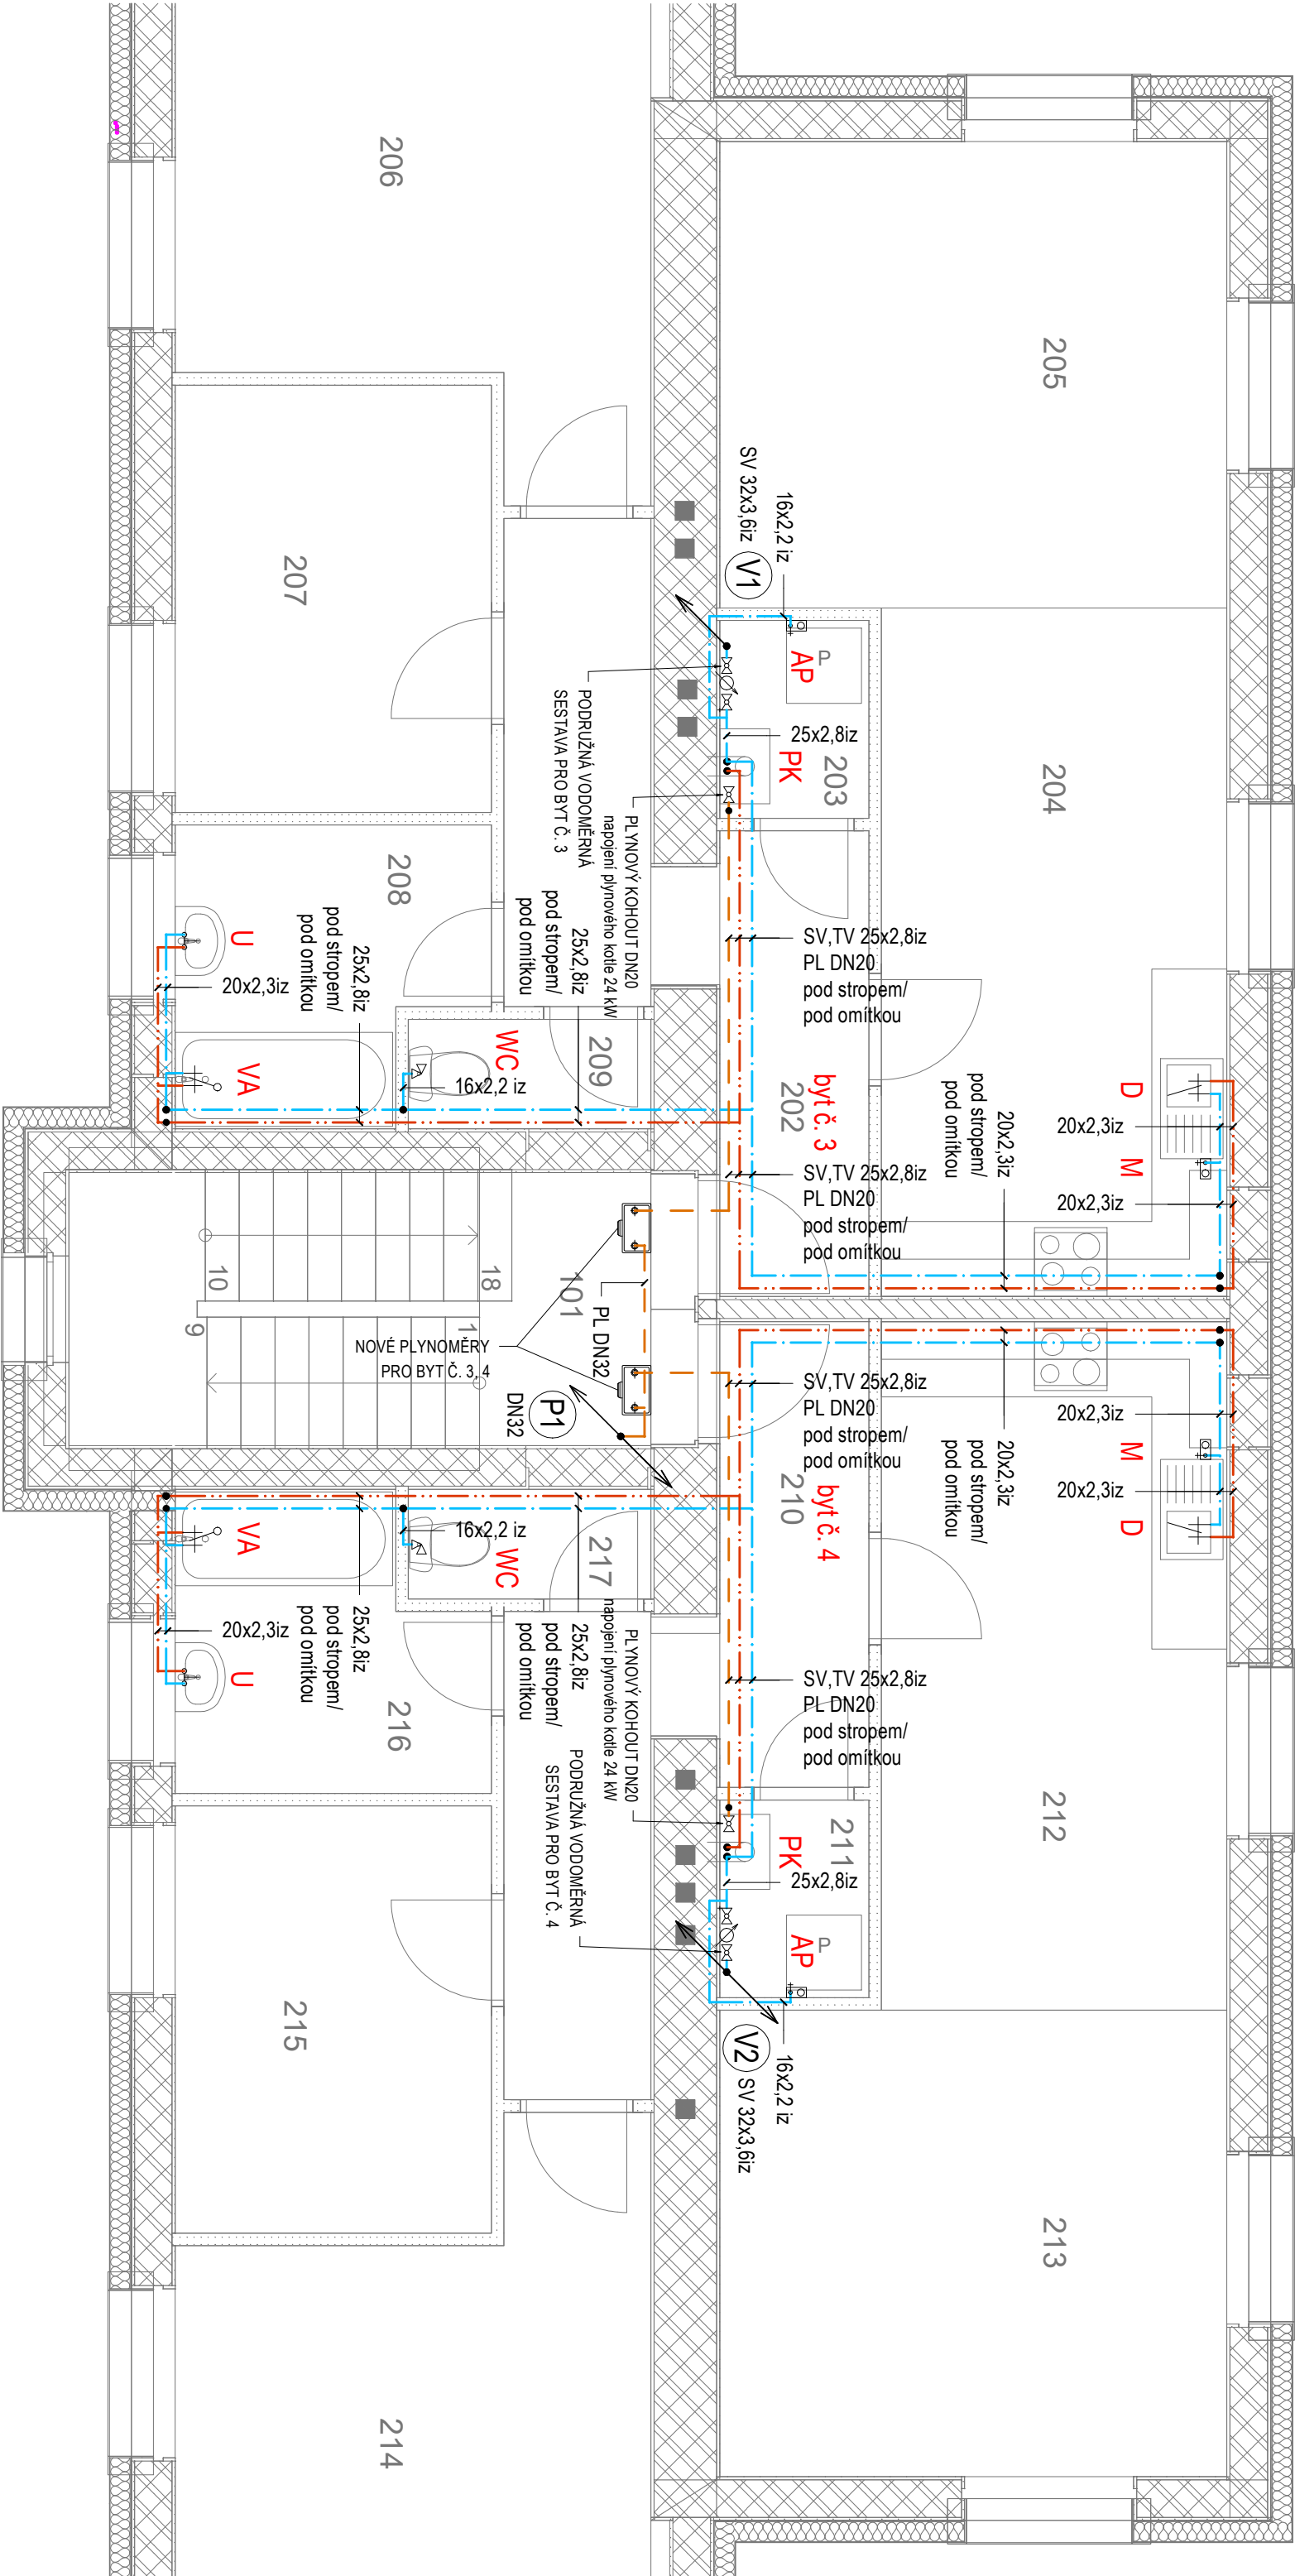 206
205
SV 32x3,6iz
V1
16x2,2 iz
207
AP
P
PODRUŽNÁ VODOMĚRNÁ
SESTAVA PRO BYT Č. 3
25x2,8iz
PK
203
204
PLYNOVÝ KOHOUT DN20
napojení plynového kotle 24 kW
208
25x2,8iz
pod stropem/
pod omítkou
25x2,8iz
pod stropem/
pod omítkou
SV,TV 25x2,8iz
PL DN20
pod stropem/
pod omítkou
U
20x2,3iz
VA
WC
16x2,2 iz
209
byt č. 3
202
20x2,3iz
pod stropem/
pod omítkou
D
20x2,3iz
M
20x2,3iz
SV,TV 25x2,8iz
PL DN20
pod stropem/
pod omítkou
10
18
101
9
1
PL DN32
NOVÉ PLYNOMĚRY
PRO BYT Č. 3, 4
P1
DN32
SV,TV 25x2,8iz
PL DN20
pod stropem/
pod omítkou
20x2,3iz
pod stropem/
pod omítkou
20x2,3iz
M
20x2,3iz
D
210
byt č. 4
VA
16x2,2 iz
WC
217
20x2,3iz
U
25x2,8iz
pod stropem/
pod omítkou
25x2,8iz
pod stropem/
pod omítkou
216
PLYNOVÝ KOHOUT DN20
napojení plynového kotle 24 kW
SV,TV 25x2,8iz
PL DN20
pod stropem/
pod omítkou
PODRUŽNÁ VODOMĚRNÁ
SESTAVA PRO BYT Č. 4
PK
211
25x2,8iz
212
AP
P
215
V2
SV 32x3,6iz
16x2,2 iz
213
214